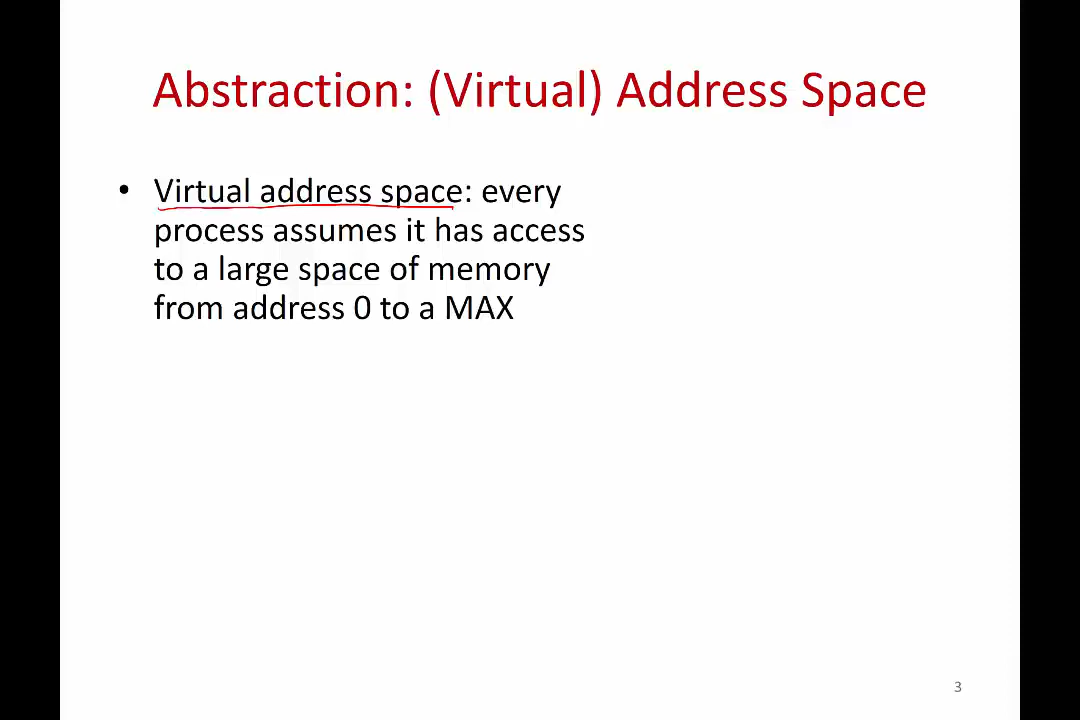 Abstraction: (Virtual) Address Space
• Virtual address space: every
process assumes it has access
to a large space of memory
from address 0 to a MAX
3